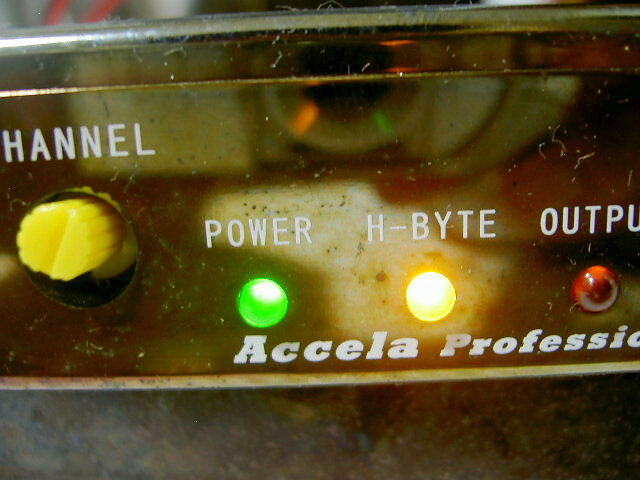 HANNEL
POWER H-BYTE OUTPU
Accela Professio